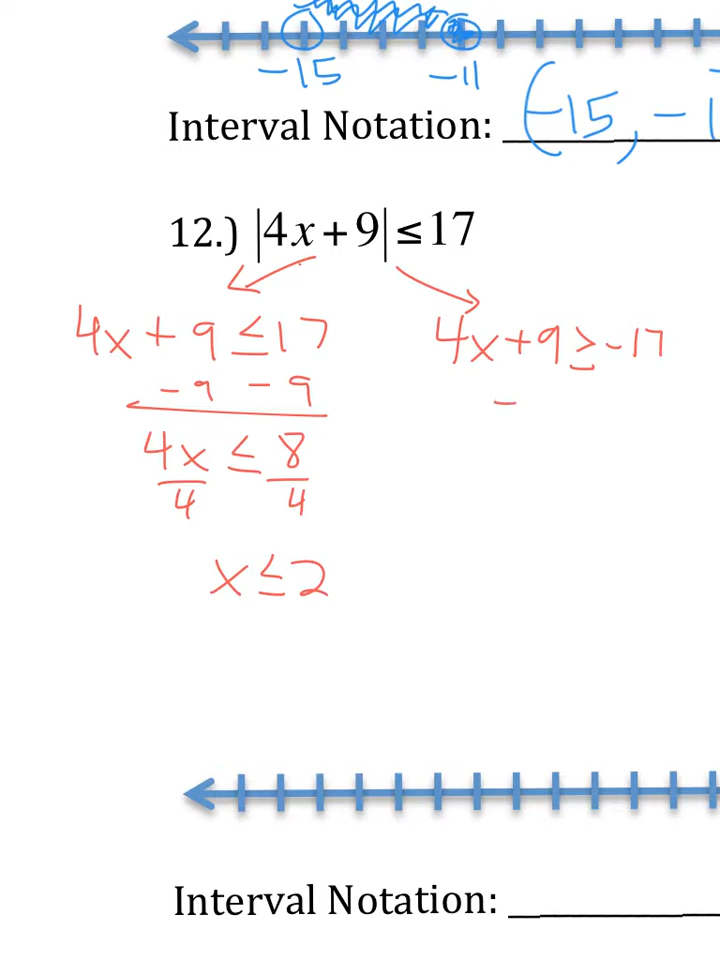 -15 -11
Interval Notation: (-15, -1
12.) |4x+9| ≤ 17
4x + 9 ≤ 17 4x + 9 ≥ -17
- 9 - 9 -
4x ≤ 8
4 4
x ≤ 2
Interval Notation: